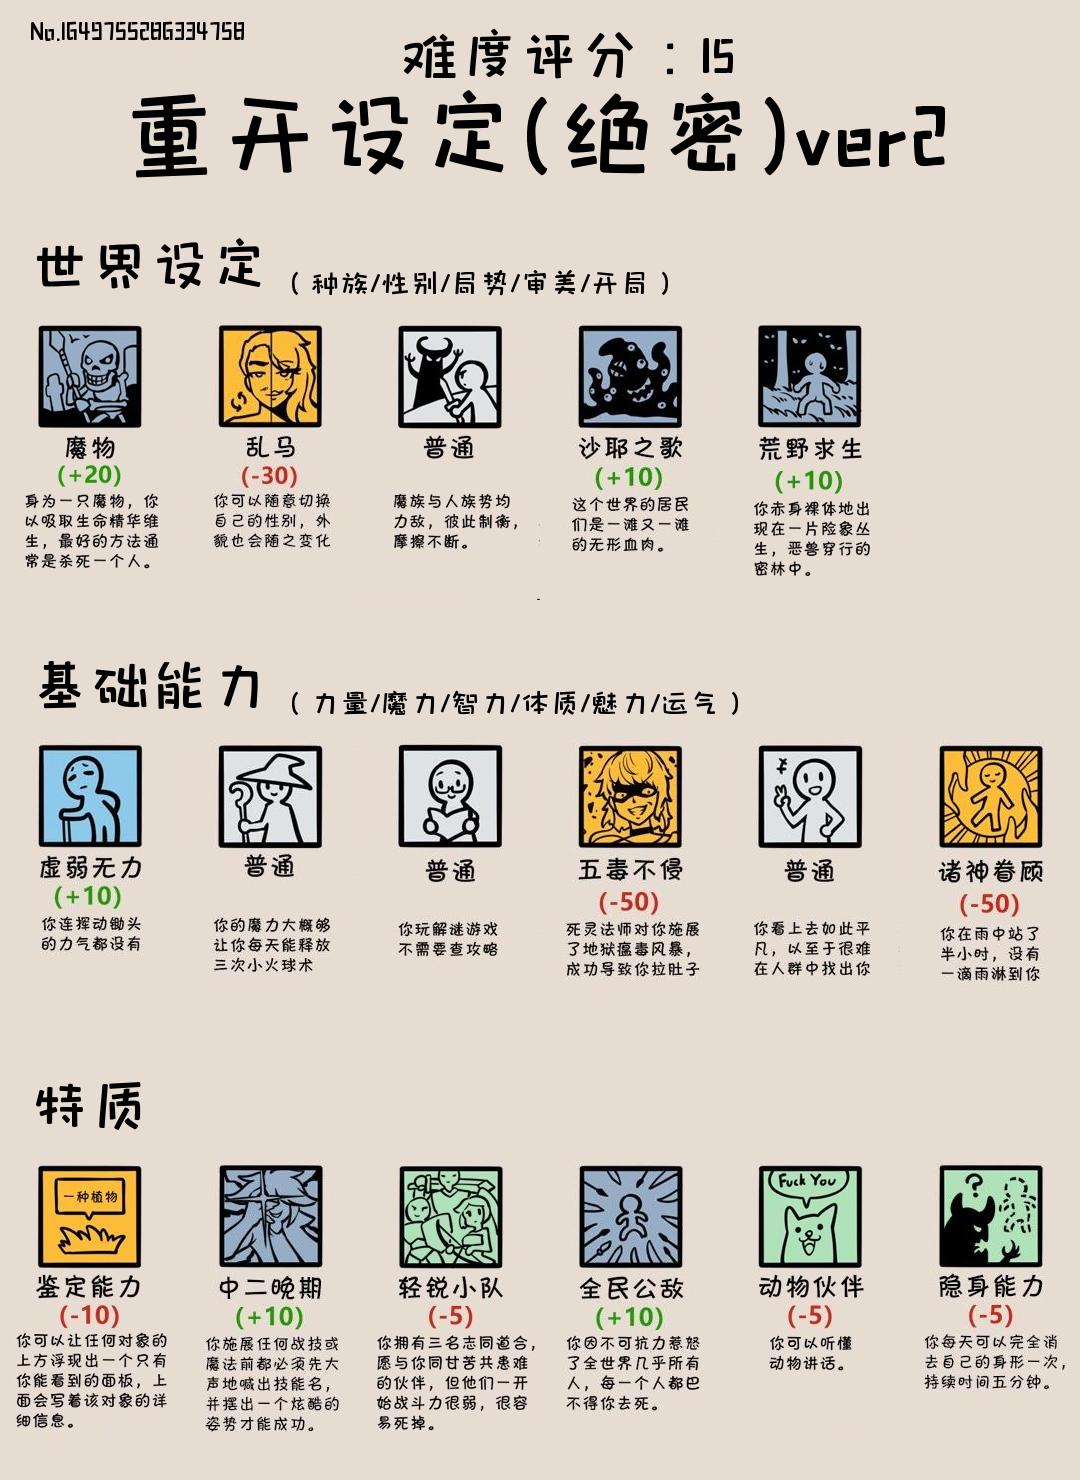 No.1649755286334758
难度评分：15
重开设定(绝密)ver2
世界设定（种族/性别/局势/审美/开局）
魔物
(+20)
身为一只魔物，你
以吸取生命精华维
生，最好的方法通
常是杀死一个人。
乱马
(-30)
你可以随意切换
自己的性别，外
貌也会随之变化
普通
魔族与人族势均
力敌，彼此制衡，
摩擦不断。
沙耶之歌
(+10)
这个世界的居民
们是一滩又一滩
的无形血肉。
荒野求生
(+10)
你赤身裸体地出
现在一片险象丛
生，恶兽穿行的
密林中。
基础能力（力量/魔力/智力/体质/魅力/运气）
虚弱无力
(+10)
你连挥动锄头
的力气都没有
普通
你的魔力大概够
让你每天能释放
三次小火球术
普通
你玩解谜游戏
不需要查攻略
五毒不侵
(-50)
死灵法师对你施展
了地狱瘟毒风暴，
成功导致你拉肚子
普通
你看上去如此平
凡，以至于很难
在人群中找出你
诸神眷顾
(-50)
你在雨中站了
半小时，没有
一滴雨淋到你
特质
一种植物
鉴定能力
(-10)
你可以让任何对象的
上方浮现出一个只有
你能看到的面板，上
面会写着该对象的详
细信息。
中二晚期
(+10)
你施展任何战技或
魔法前都必须先大
声地喊出技能名，
并摆出一个炫酷的
姿势才能成功。
轻锐小队
(-5)
你拥有三名志同道合，
愿与你同甘苦共患难
的伙伴，但他们一开
始战斗力很弱，很容
易死掉。
全民公敌
(+10)
你因不可抗力惹怒
了全世界几乎所有
人，每一个人都巴
不得你去死。
Fuck You
动物伙伴
(-5)
你可以听懂
动物讲话。
?
隐身能力
(-5)
你每天可以完全消
去自己的身形一次，
持续时间五分钟。